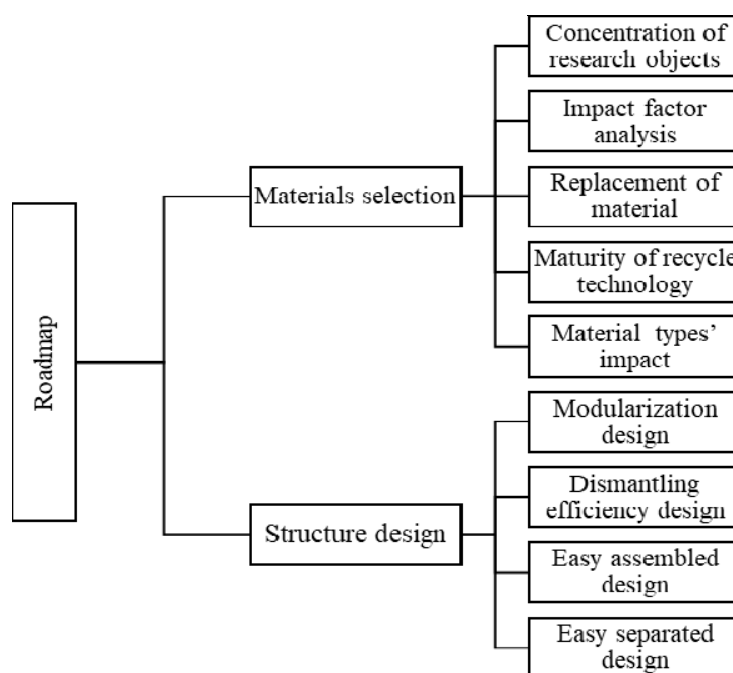 Concentration of
research objects
Impact factor
analysis
Materials selection
Replacement of
material
Maturity of recycle
technology
Material types'
impact
Roadmap
Modularization
design
Dismantling
efficiency design
Structure design
Easy assembled
design
Easy separated
design